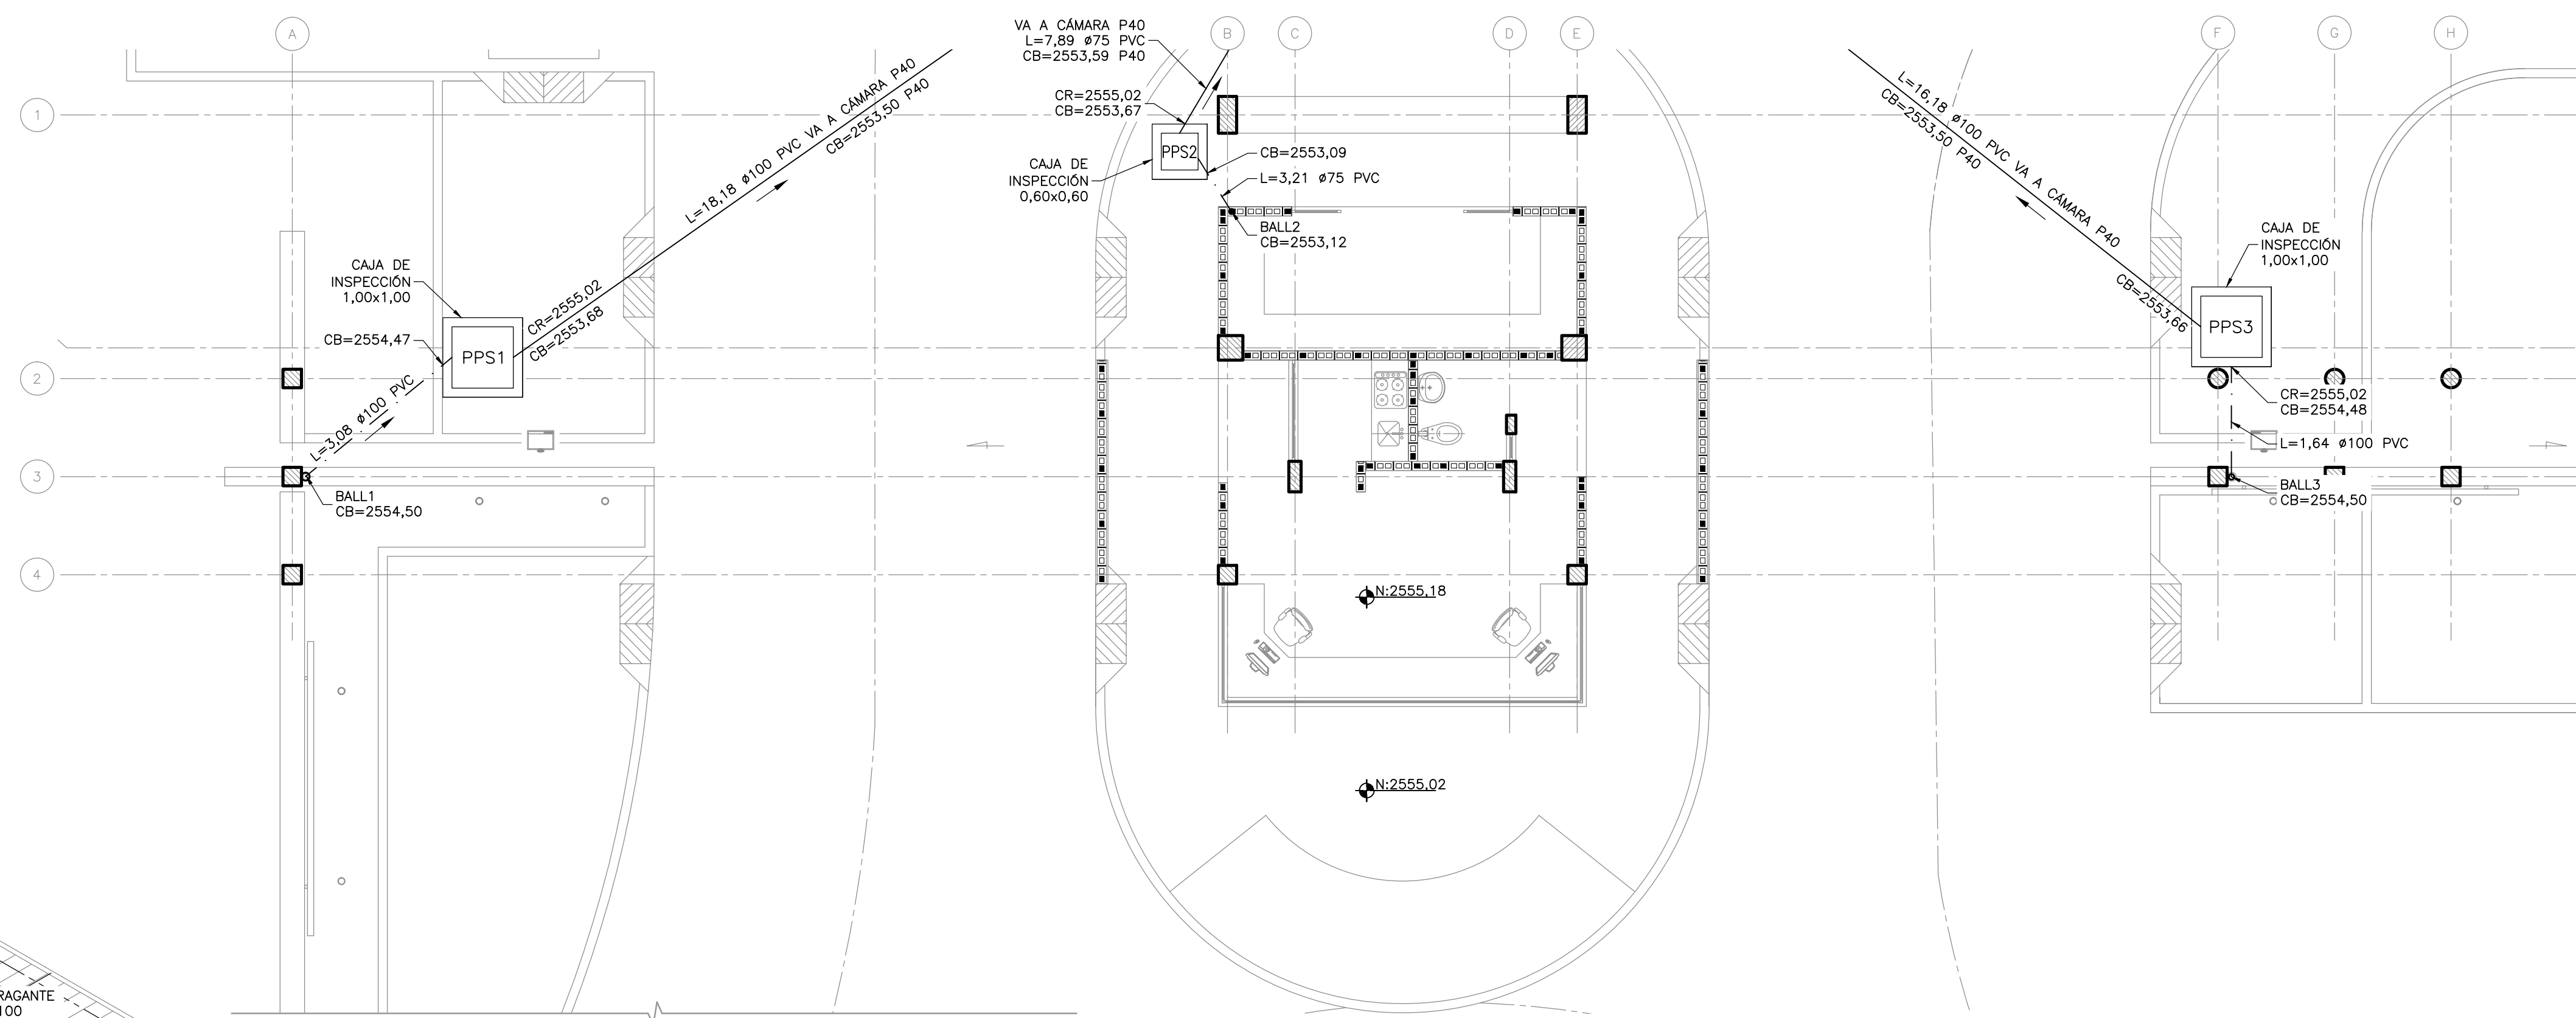 A
B
C
D
E
F
G
H
1
2
3
4
VA A CÁMARA P40
L=7,89 ø75 PVC
CB=2553,59 P40
CR=2555,02
CB=2553,67
PPS2
CAJA DE
INSPECCIÓN
0,60x0,60
CB=2553,09
L=3,21 ø75 PVC
BALL2
CB=2553,12
L=18,18 ø100 PVC VA A CÁMARA P40
CB=2553,50 P40
CAJA DE
INSPECCIÓN
1,00x1,00
CR=2555,02
CB=2553,68
CB=2554,47
PPS1
L=3,08 ø100 PVC
BALL1
CB=2554,50
L=16,18 ø100 PVC VA A CÁMARA P40
CB=2553,50 P40
CAJA DE
INSPECCIÓN
1,00x1,00
CB=2553,66
PPS3
CR=2555,02
CB=2554,48
L=1,64 ø100 PVC
BALL3
CB=2554,50
N:2555,18
N:2555,02
RAGANTE
100